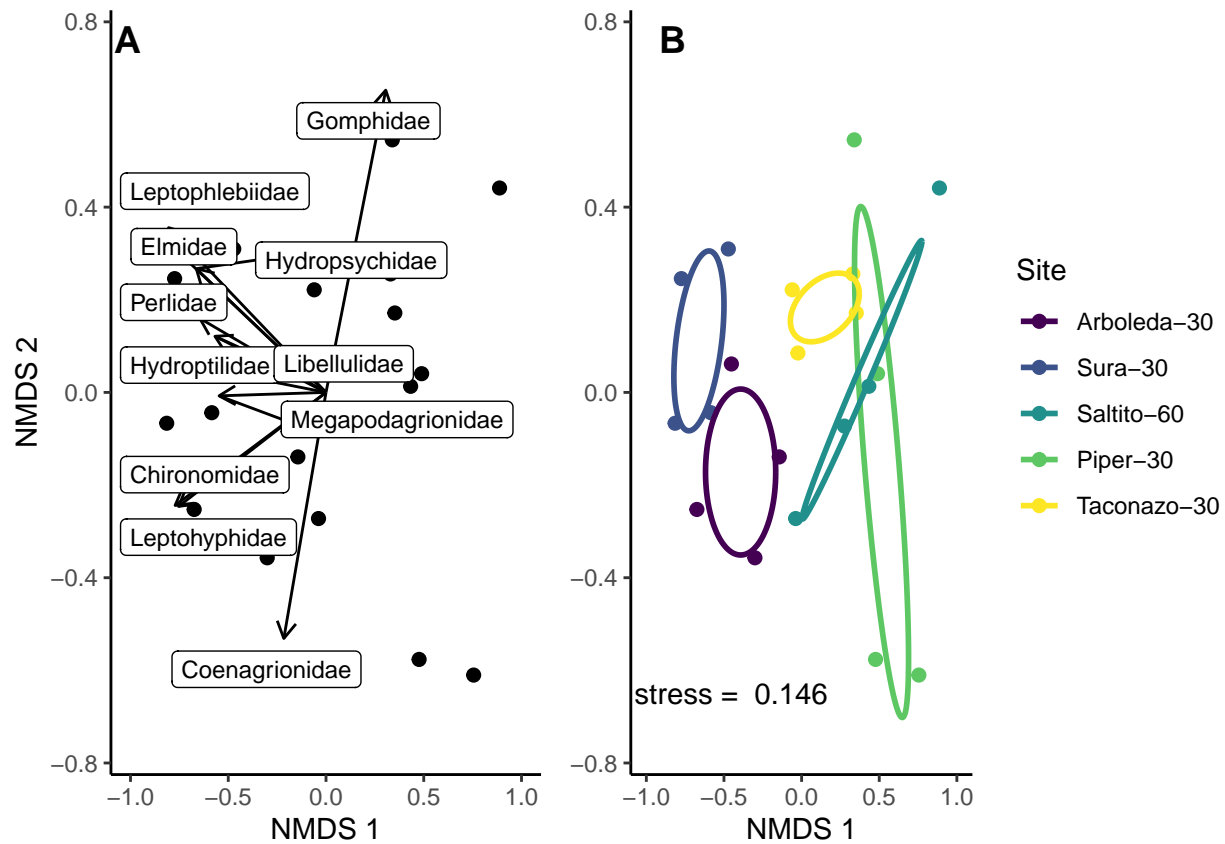 A
0.8
0.4
0.0
−0.4
−0.8
NMDS 2
Gomphidae
Leptophlebiidae
Elmidae
Hydropsychidae
Perlidae
Hydroptilidae
Libellulidae
Megapodagrionidae
Chironomidae
Leptohyphidae
Coenagrionidae
−1.0 −0.5 0.0 0.5 1.0
NMDS 1
B
0.8
0.4
0.0
−0.4
−0.8
stress = 0.146
−1.0 −0.5 0.0 0.5 1.0
NMDS 1
Site
Arboleda−30
Sura−30
Saltito−60
Piper−30
Taconazo−30